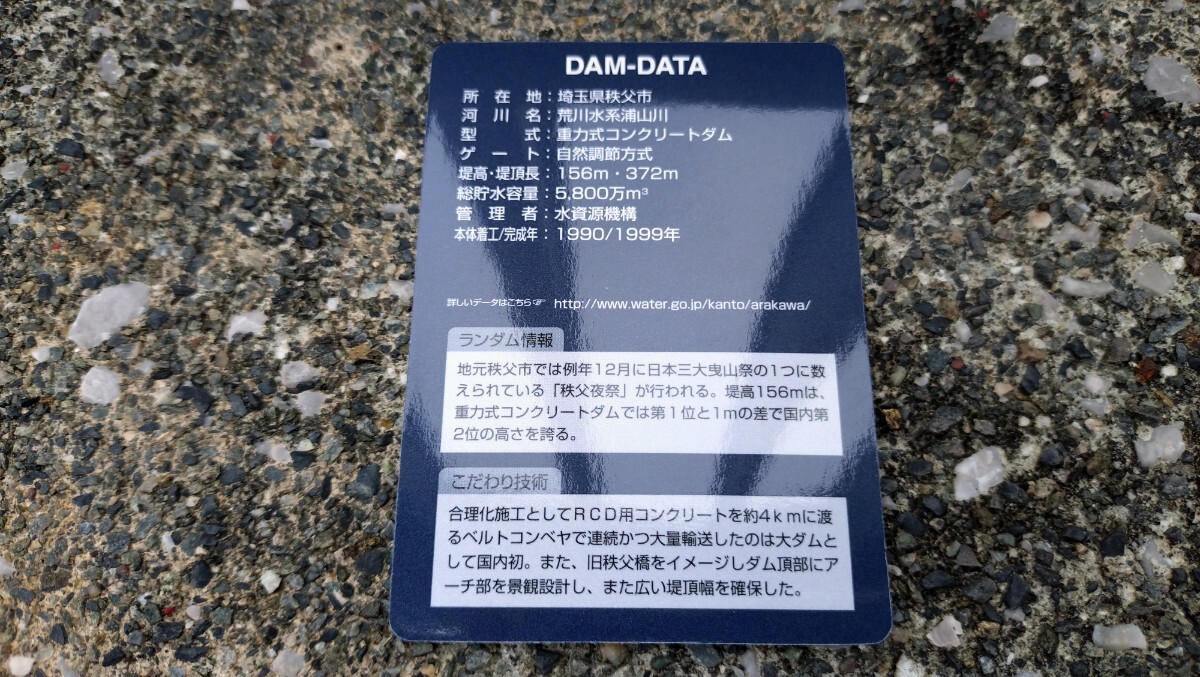 DAM-DATA
所在地：埼玉県秩父市
河川名：荒川水系浦山川
型式：重力式コンクリートダム
ゲート：自然調節方式
堤高・堤頂長：156m・372m
総貯水容量：5,800万m³
管理者：水資源機構
本体着工/完成年：1990/1999年
詳しいデータはこちら☞ http://www.water.go.jp/kanto/arakawa/
ランダム情報
地元秩父市では例年12月に日本三大曳山祭の1つに数
えられている「秩父夜祭」が行われる。堤高156mは、
重力式コンクリートダムでは第1位と1mの差で国内第
2位の高さを誇る。
こだわり技術
合理化施工としてRCD用コンクリートを約4kmに渡
るベルトコンベヤで連続かつ大量輸送したのは大ダムと
して国内初。また、旧秩父橋をイメージしダム頂部にア
ーチ部を景観設計し、また広い堤頂幅を確保した。